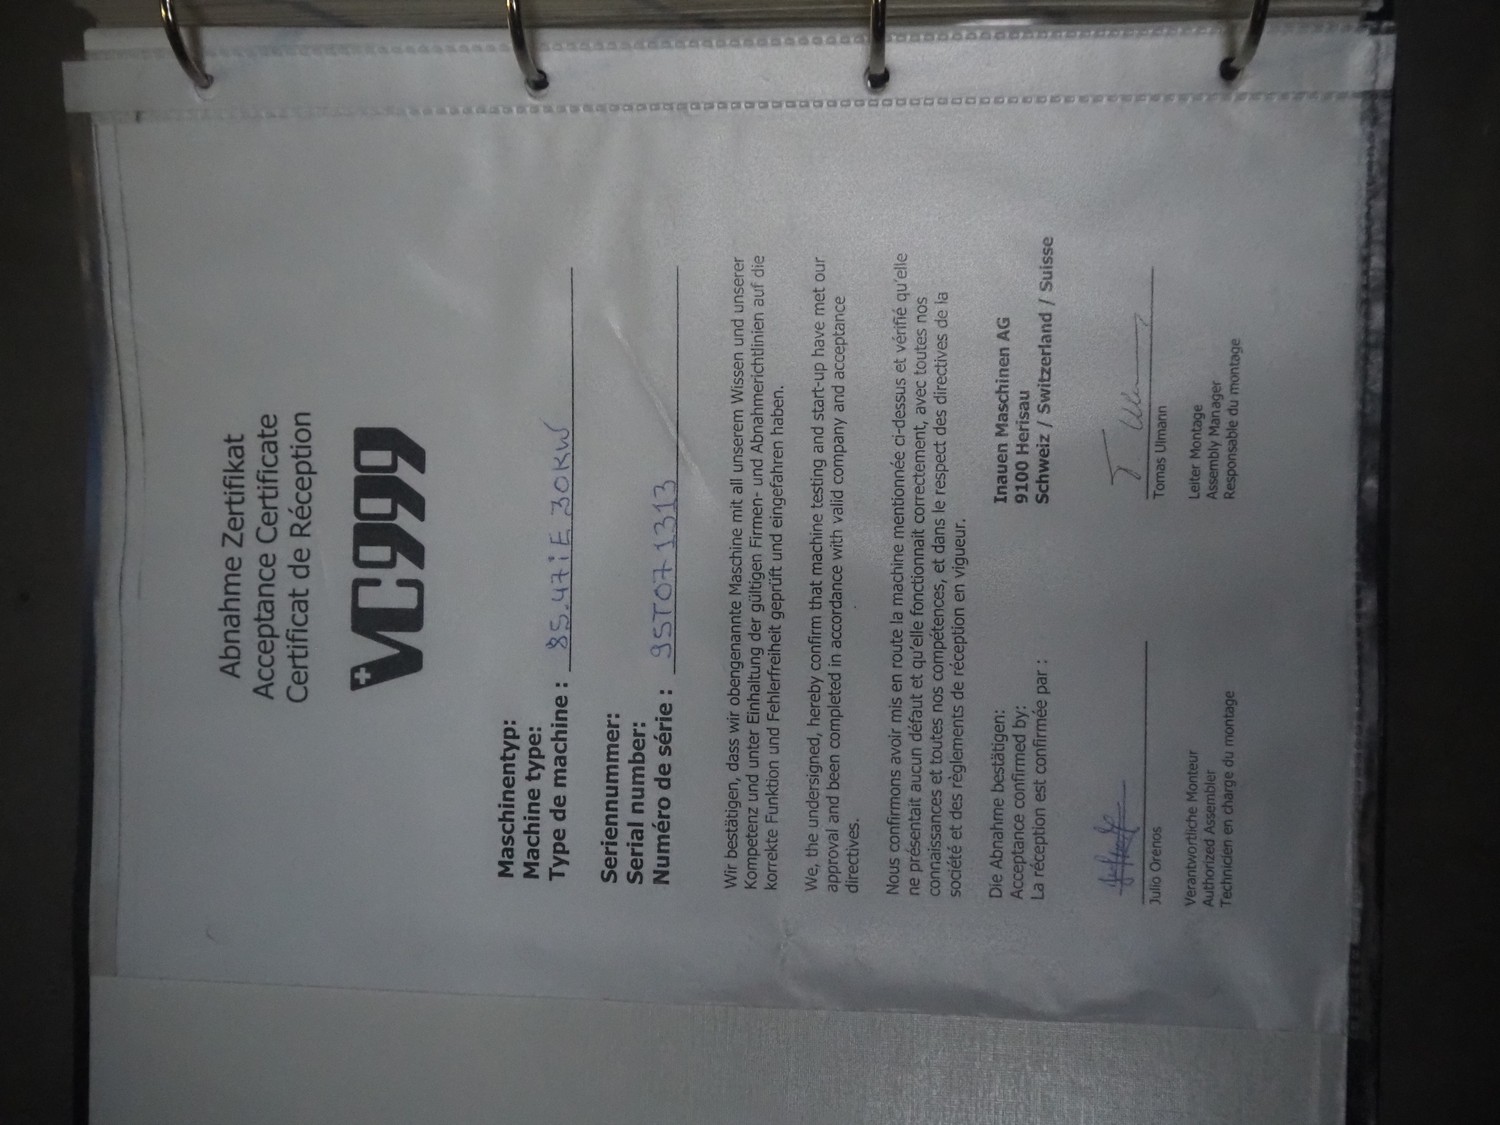 Abnahme Zertifikat
Acceptance Certificate
Certificat de Réception
VC999
Maschinentyp:
Machine type:
Type de machine : 85.47iE 30KW
Seriennummer:
Serial number:
Numéro de série : 9ST071313
Wir bestätigen, dass wir obengenannte Maschine mit all unserem Wissen und unserer
Kompetenz und unter Einhaltung der gültigen Firmen- und Abnahmerichtlinien auf die
korrekte Funktion und Fehlerfreiheit geprüft und eingefahren haben.
We, the undersigned, hereby confirm that machine testing and start-up have met our
approval and been completed in accordance with valid company and acceptance
directives.
Nous confirmons avoir mis en route la machine mentionnée ci-dessus et vérifié qu'elle
ne présentait aucun défaut et qu'elle fonctionnait correctement, avec toutes nos
connaissances et toutes nos compétences, et dans le respect des directives de la
société et des règlements de réception en vigueur.
Die Abnahme bestätigen:
Acceptance confirmed by:
La réception est confirmée par :
Inauen Maschinen AG
9100 Herisau
Schweiz / Switzerland / Suisse
Julio Orenos
Verantwortliche Monteur
Authorized Assembler
Technicien en charge du montage
Tomas Ulmann
Leiter Montage
Assembly Manager
Responsable du montage